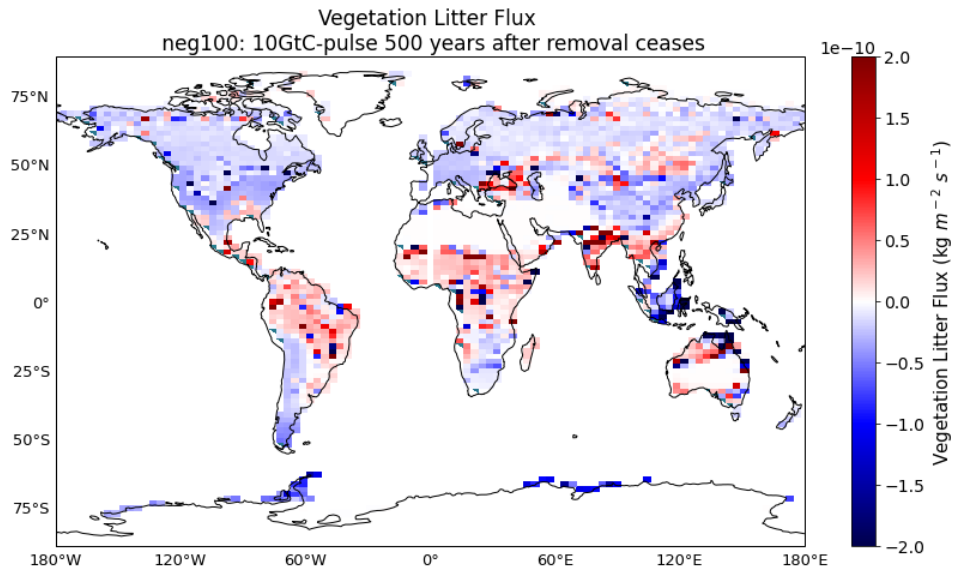 Vegetation Litter Flux
neg100: 10GtC-pulse 500 years after removal ceases
1e−10
2.0
1.5
1.0
0.5
0.0
−0.5
−1.0
−1.5
−2.0
Vegetation Litter Flux (kg m⁻² s⁻¹)
75°N
50°N
25°N
0°
25°S
50°S
75°S
180°W 120°W 60°W 0° 60°E 120°E 180°E